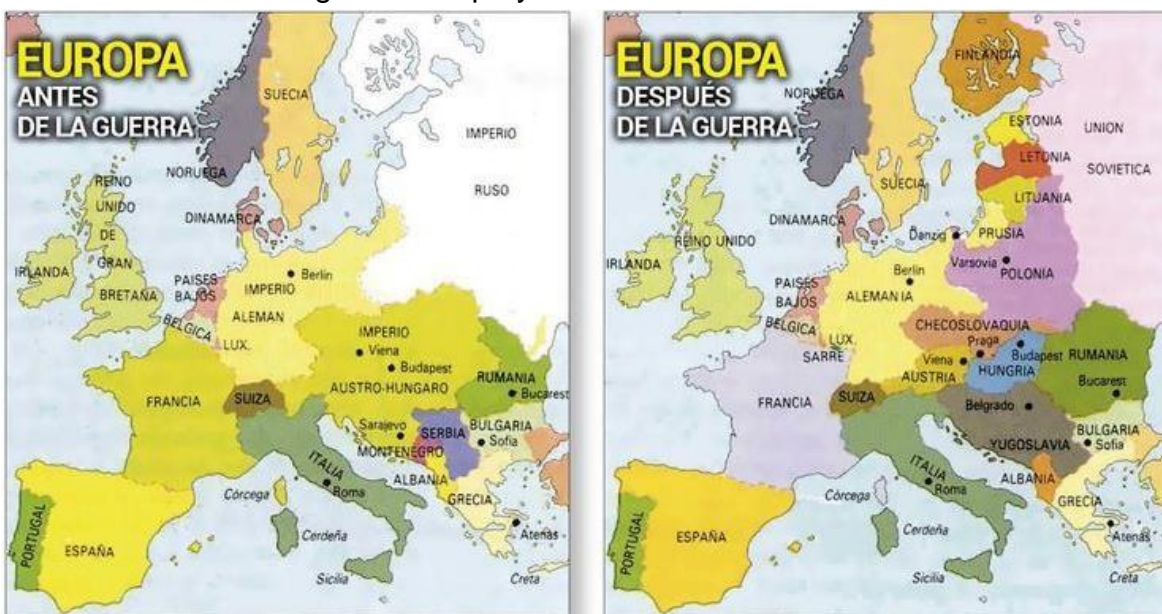 EUROPA
ANTES
DE LA GUERRA
SUECIA
NORUEGA
IMPERIO
RUSO
REINO
UNIDO
DE
GRAN
BRETAÑA
IRLANDA
DINAMARCA
PAISES
BAJOS
BELGICA
LUX.
Berlin
IMPERIO
ALEMAN
IMPERIO
Viena
Budapest
AUSTRO-HUNGARO
RUMANIA
Bucarest
FRANCIA
SUIZA
Sarajevo
SERBIA
MONTENEGRO
BULGARIA
Sofia
ITALIA
Roma
ALBANIA
GRECIA
Córcega
Cerdeña
Sicilia
Atenas
Creta
PORTUGAL
ESPAÑA
EUROPA
DESPUÉS
DE LA GUERRA
FINLANDIA
NORUEGA
SUECIA
ESTONIA
UNION
SOVIETICA
LETONIA
LITUANIA
DINAMARCA
PRUSIA
Danzig
Varsovia
POLONIA
REINO UNIDO
IRLANDA
PAISES
BAJOS
BELGICA
LUX.
SARRE
Berlin
ALEMANIA
CHECOSLOVAQUIA
Praga
Viena
AUSTRIA
Budapest
HUNGRIA
RUMANIA
Bucarest
FRANCIA
SUIZA
Belgrado
YUGOSLAVIA
BULGARIA
Sofia
ITALIA
Roma
ALBANIA
GRECIA
Córcega
Cerdeña
Sicilia
Atenas
Creta
PORTUGAL
ESPAÑA